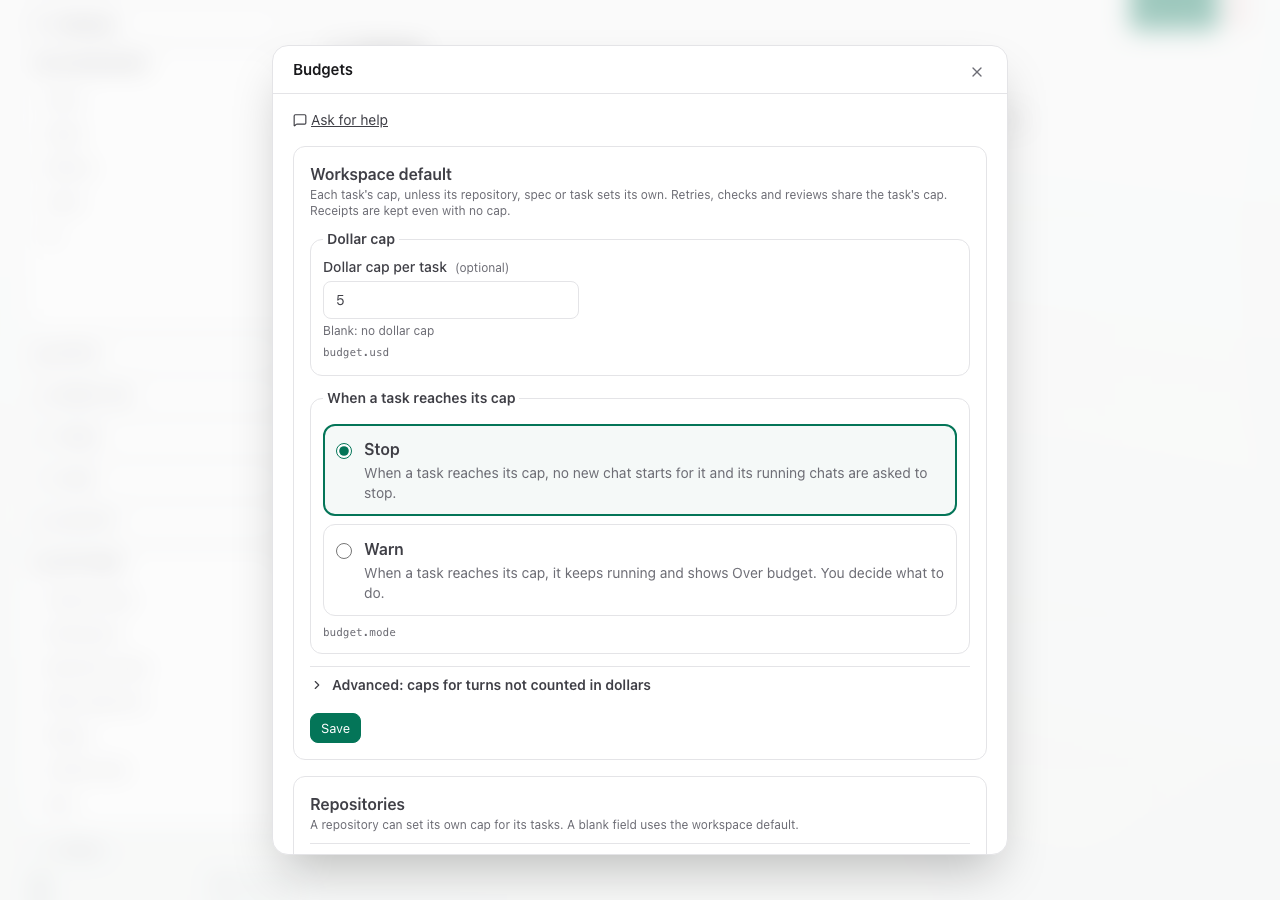 Budgets
Ask for help
Workspace default
Each task's cap, unless its repository, spec or task sets its own. Retries, checks and reviews share the task's cap.
Receipts are kept even with no cap.
Dollar cap
Dollar cap per task (optional)
5
Blank: no dollar cap
budget.usd
When a task reaches its cap
Stop
When a task reaches its cap, no new chat starts for it and its running chats are asked to
stop.
Warn
When a task reaches its cap, it keeps running and shows Over budget. You decide what to
do.
budget.mode
Advanced: caps for turns not counted in dollars
Save
Repositories
A repository can set its own cap for its tasks. A blank field uses the workspace default.